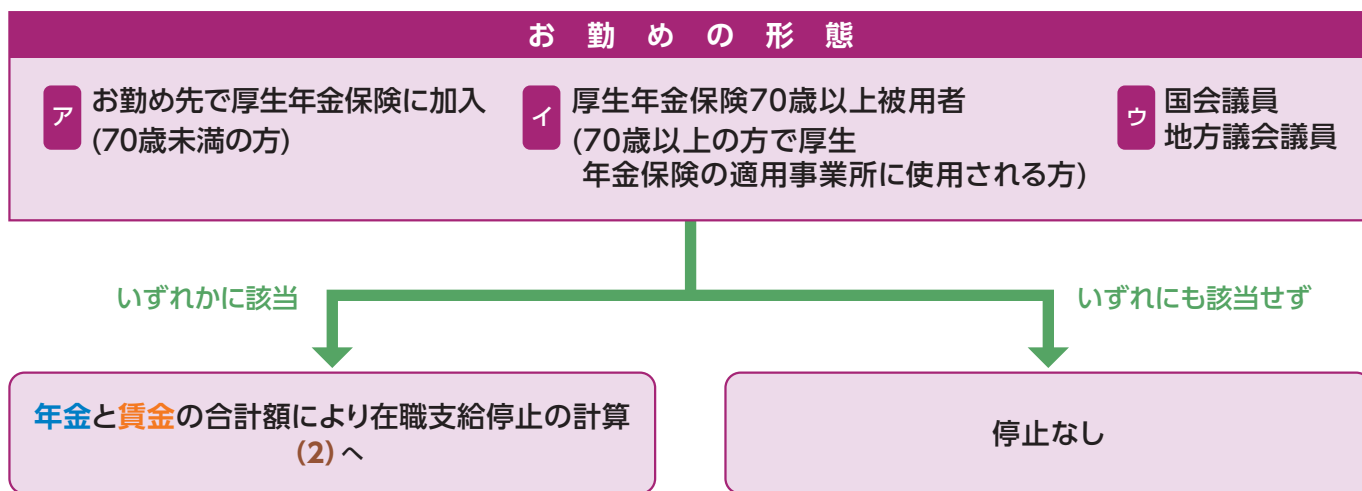 お勤めの形態
ア お勤め先で厚生年金保険に加入
(70歳未満の方)
イ 厚生年金保険70歳以上被用者
(70歳以上の方で厚生
年金保険の適用事業所に使用される方)
ウ 国会議員
地方議会議員
いずれかに該当
いずれにも該当せず
年金と賃金の合計額により在職支給停止の計算
(2)へ
停止なし